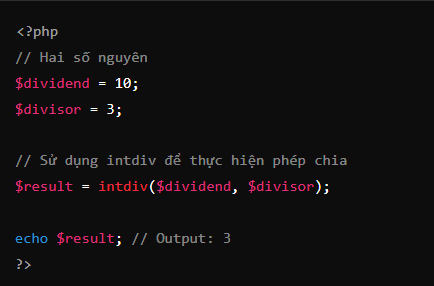 <?php
// Hai số nguyên
$dividend = 10;
$divisor = 3;
// Sử dụng intdiv để thực hiện phép chia
$result = intdiv($dividend, $divisor);
echo $result; // Output: 3
?>